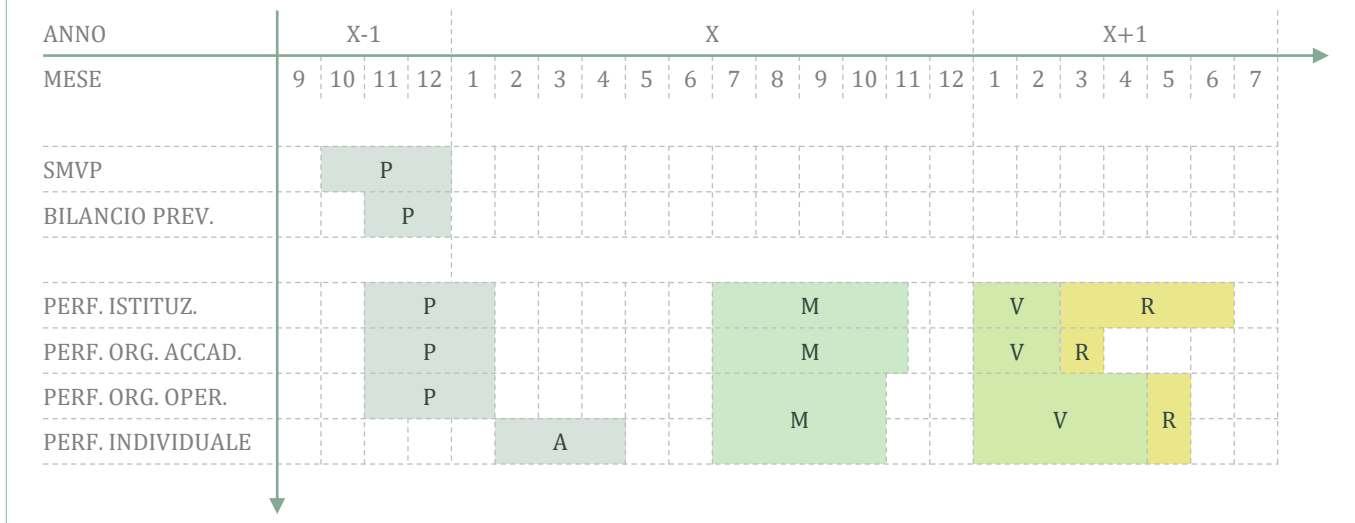 ANNO X-1 X X+1
MESE 9 10 11 12 1 2 3 4 5 6 7 8 9 10 11 12 1 2 3 4 5 6 7
SMVP P
BILANCIO PREV. P
PERF. ISTITUZ. P M V R
PERF. ORG. ACCAD. P M V R
PERF. ORG. OPER. P
M V R
PERF. INDIVIDUALE A